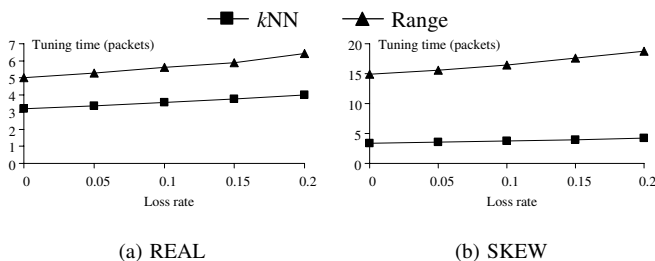 kNN Range
Tuning time (packets)
7
6
5
4
3
2
1
0
0 0.05 0.1 0.15 0.2
Loss rate
(a) REAL
Tuning time (packets)
20
15
10
5
0
0 0.05 0.1 0.15 0.2
Loss rate
(b) SKEW